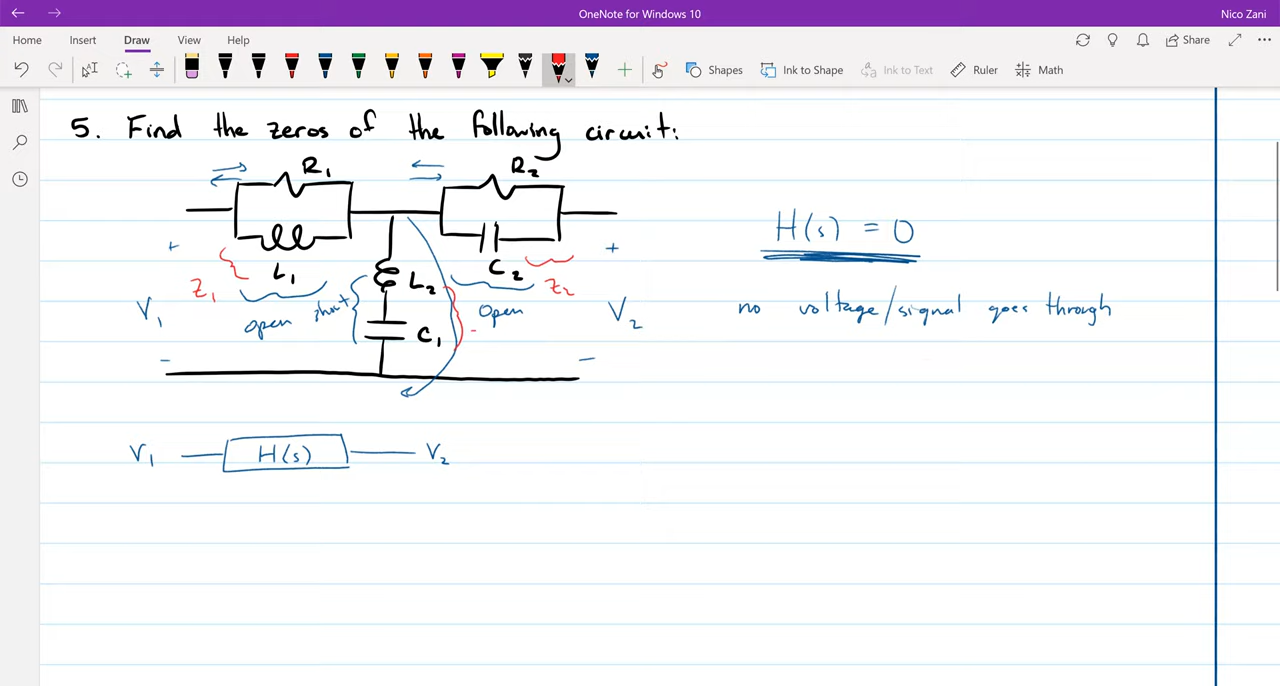 OneNote for Windows 10
Nico Zani
Home Insert Draw View Help
Share
Shapes Ink to Shape Ink to Text Ruler Math
5. Find the zeros of the following circuit:
R1 R2
H(s) = 0
+ +
L1 C2
Z1 L2 Z2
V1 open short open V2
C1
no voltage/signal goes through
- -
V1 H(s) V2